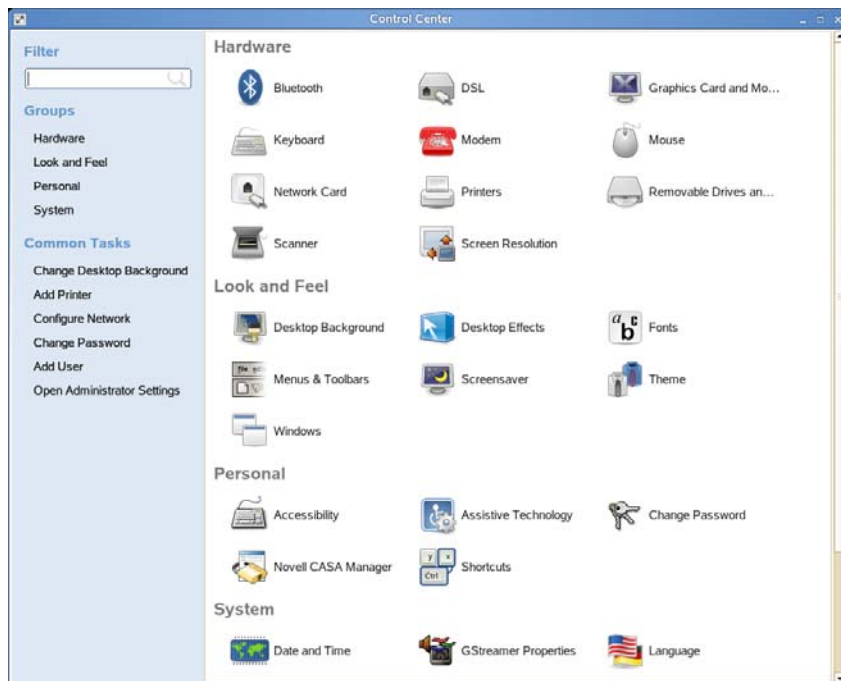 Control Center
Filter
Groups
Hardware
Look and Feel
Personal
System
Common Tasks
Change Desktop Background
Add Printer
Configure Network
Change Password
Add User
Open Administrator Settings
Hardware
Bluetooth
DSL
Graphics Card and Mo...
Keyboard
Modem
Mouse
Network Card
Printers
Removable Drives an...
Scanner
Screen Resolution
Look and Feel
Desktop Background
Desktop Effects
a b c
Fonts
Menus & Toolbars
Screensaver
Theme
Windows
Personal
Accessibility
Assistive Technology
Change Password
Novell CASA Manager
y x
Ctrl
Shortcuts
System
Date and Time
GStreamer Properties
Language